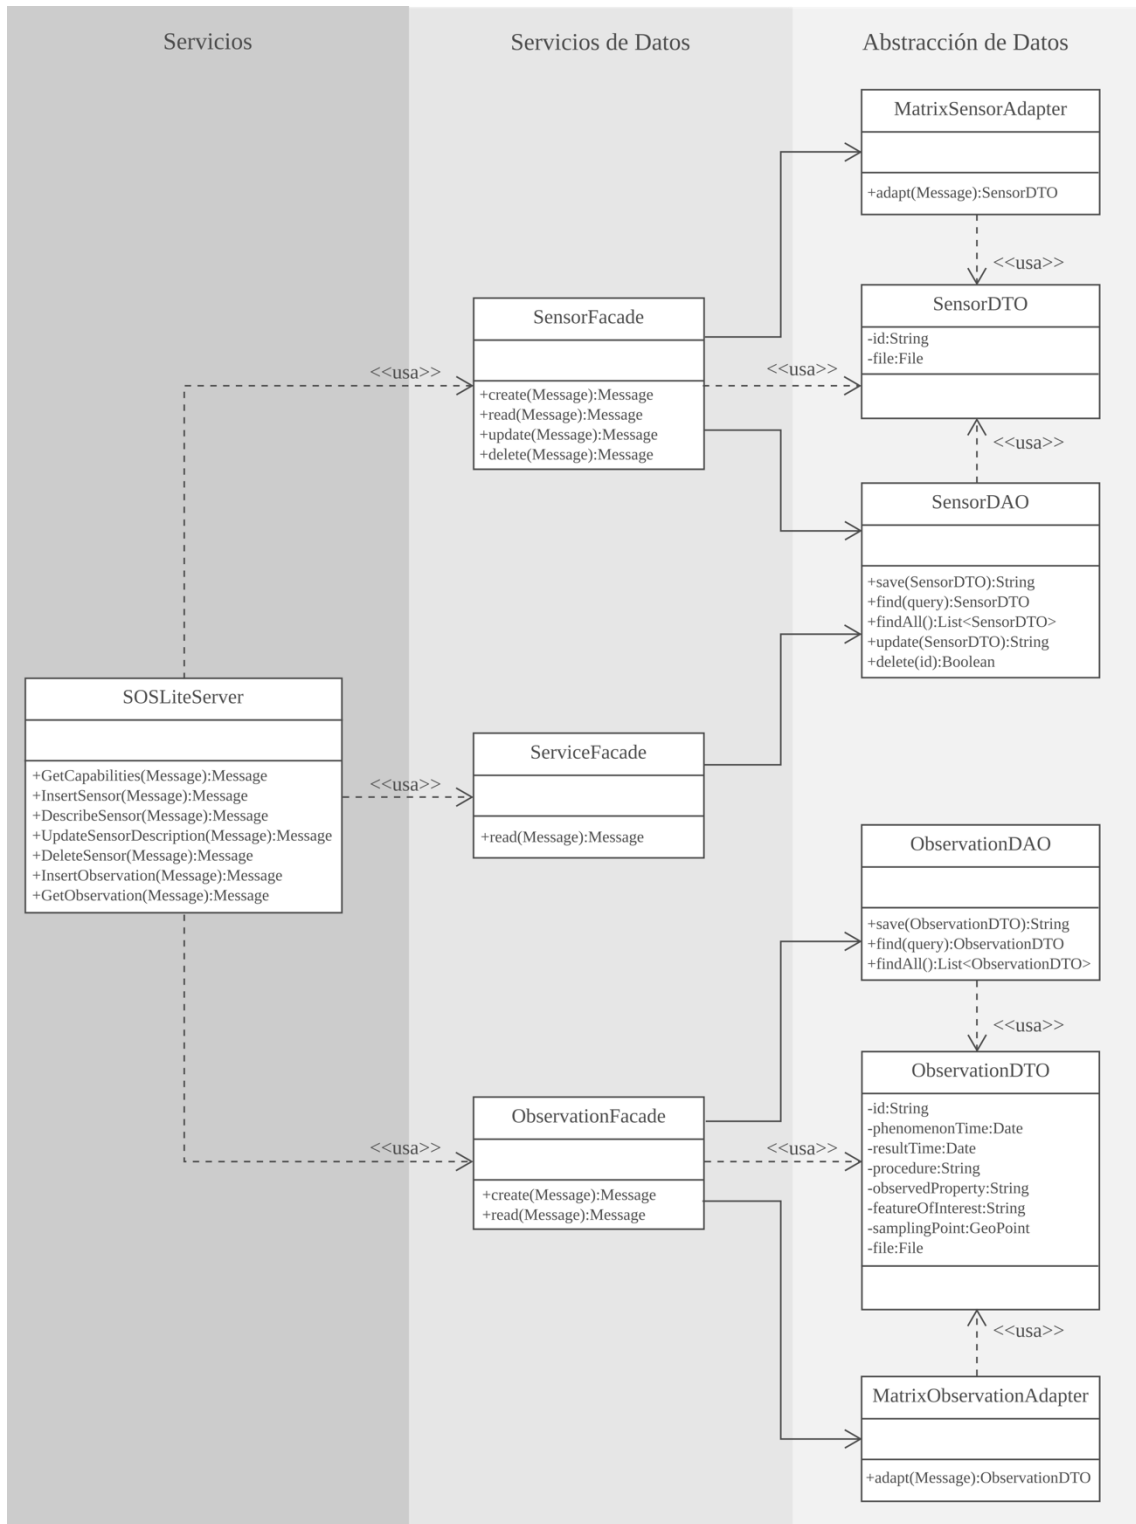 Servicios
Servicios de Datos
Abstracción de Datos
MatrixSensorAdapter
+adapt(Message):SensorDTO
<<usa>>
SensorDTO
-id:String
-file:File
SensorFacade
+create(Message):Message
+read(Message):Message
+update(Message):Message
+delete(Message):Message
<<usa>>
<<usa>>
<<usa>>
SensorDAO
+save(SensorDTO):String
+find(query):SensorDTO
+findAll():List<SensorDTO>
+update(SensorDTO):String
+delete(id):Boolean
SOSLiteServer
+GetCapabilities(Message):Message
+InsertSensor(Message):Message
+DescribeSensor(Message):Message
+UpdateSensorDescription(Message):Message
+DeleteSensor(Message):Message
+InsertObservation(Message):Message
+GetObservation(Message):Message
<<usa>>
ServiceFacade
+read(Message):Message
ObservationDAO
+save(ObservationDTO):String
+find(query):ObservationDTO
+findAll():List<ObservationDTO>
<<usa>>
ObservationDTO
-id:String
-phenomenonTime:Date
-resultTime:Date
-procedure:String
-observedProperty:String
-featureOfInterest:String
-samplingPoint:GeoPoint
-file:File
<<usa>>
ObservationFacade
+create(Message):Message
+read(Message):Message
<<usa>>
<<usa>>
MatrixObservationAdapter
+adapt(Message):ObservationDTO